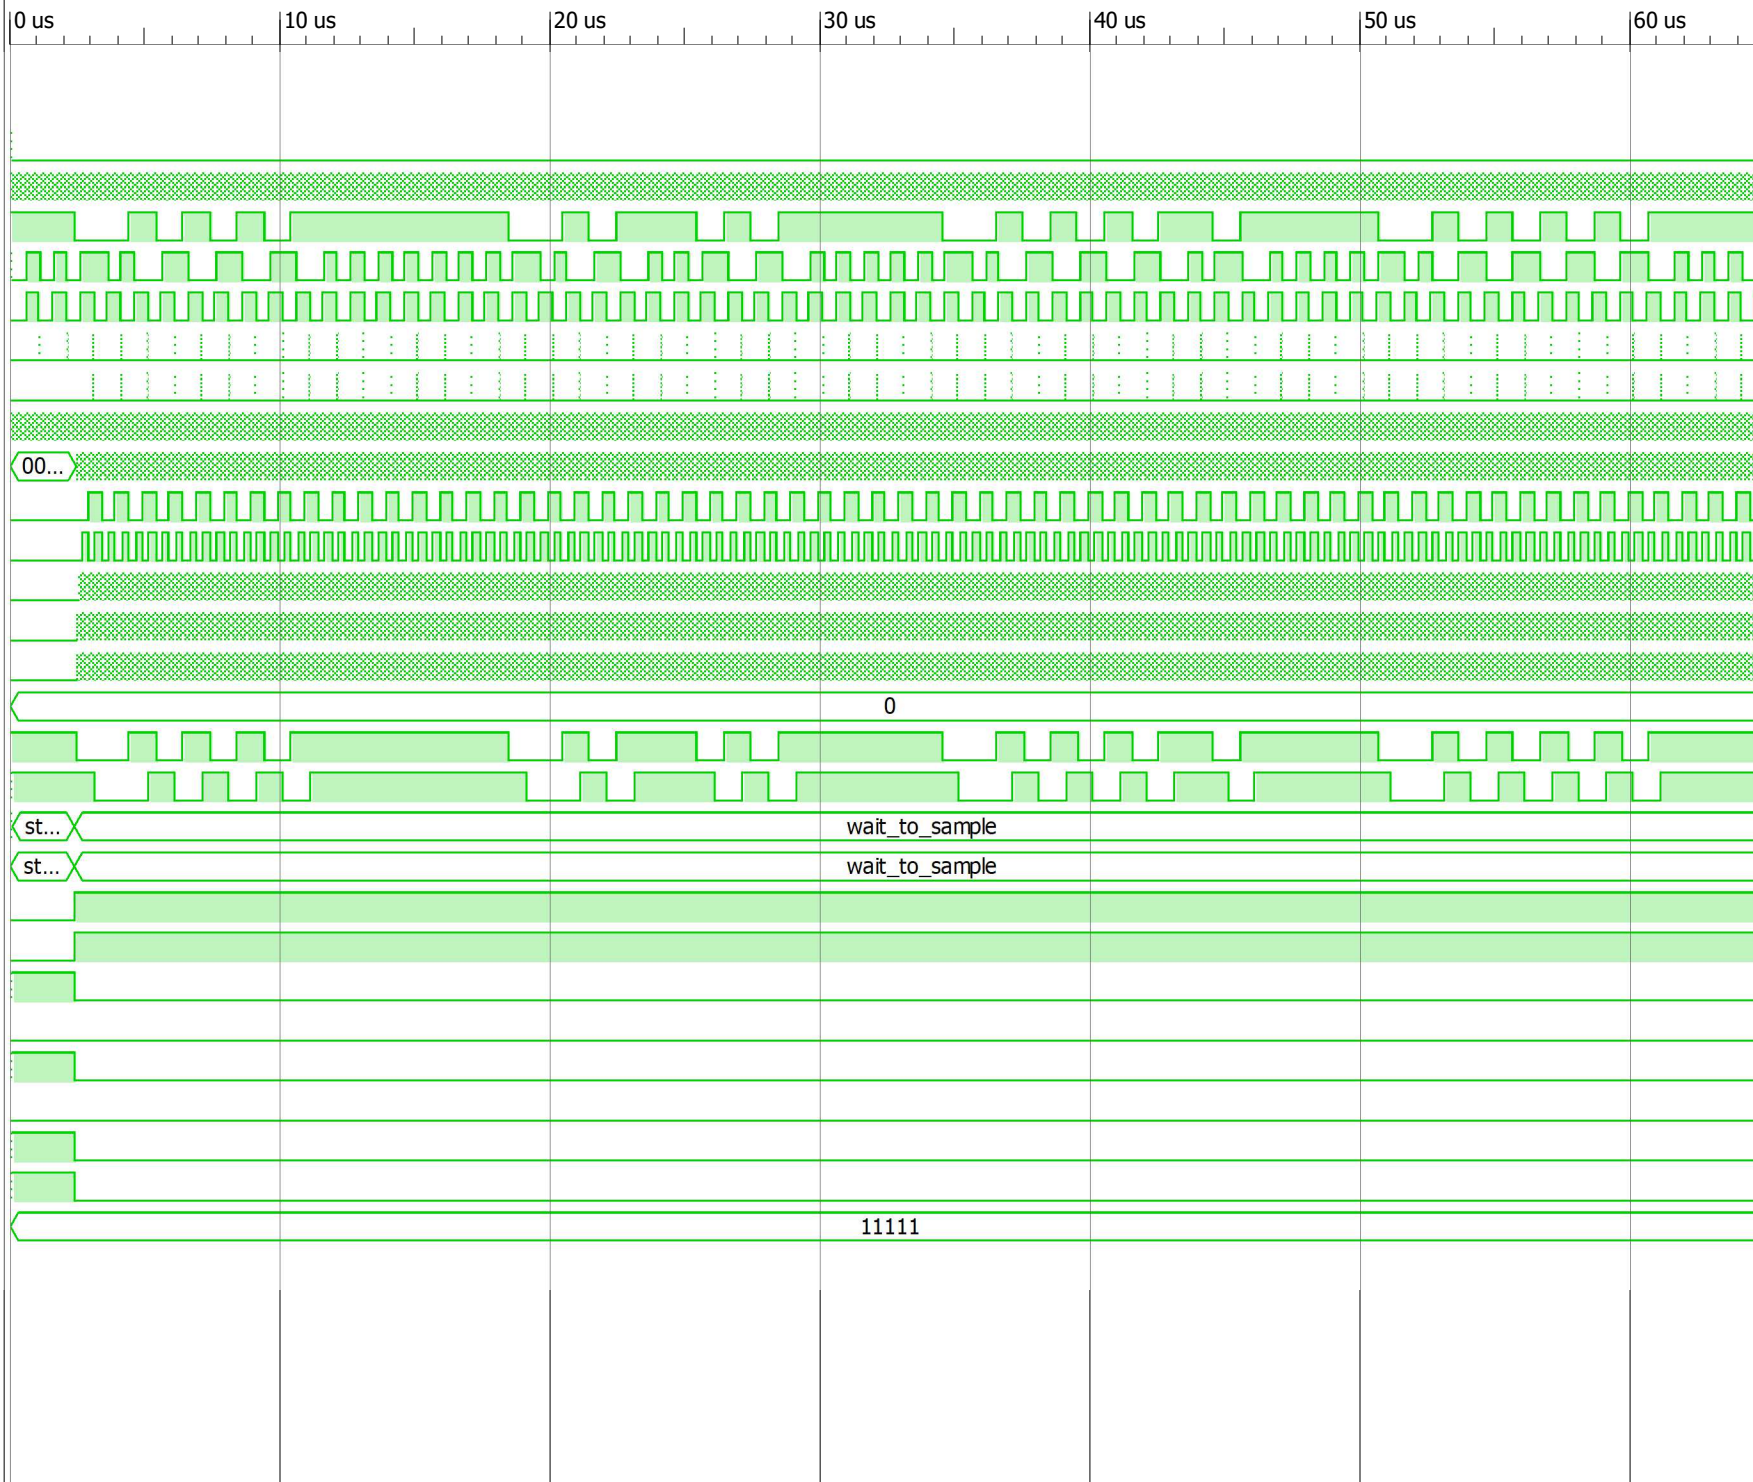 0 us 10 us 20 us 30 us 40 us 50 us 60 us
00...
0
st... wait_to_sample
st... wait_to_sample
11111